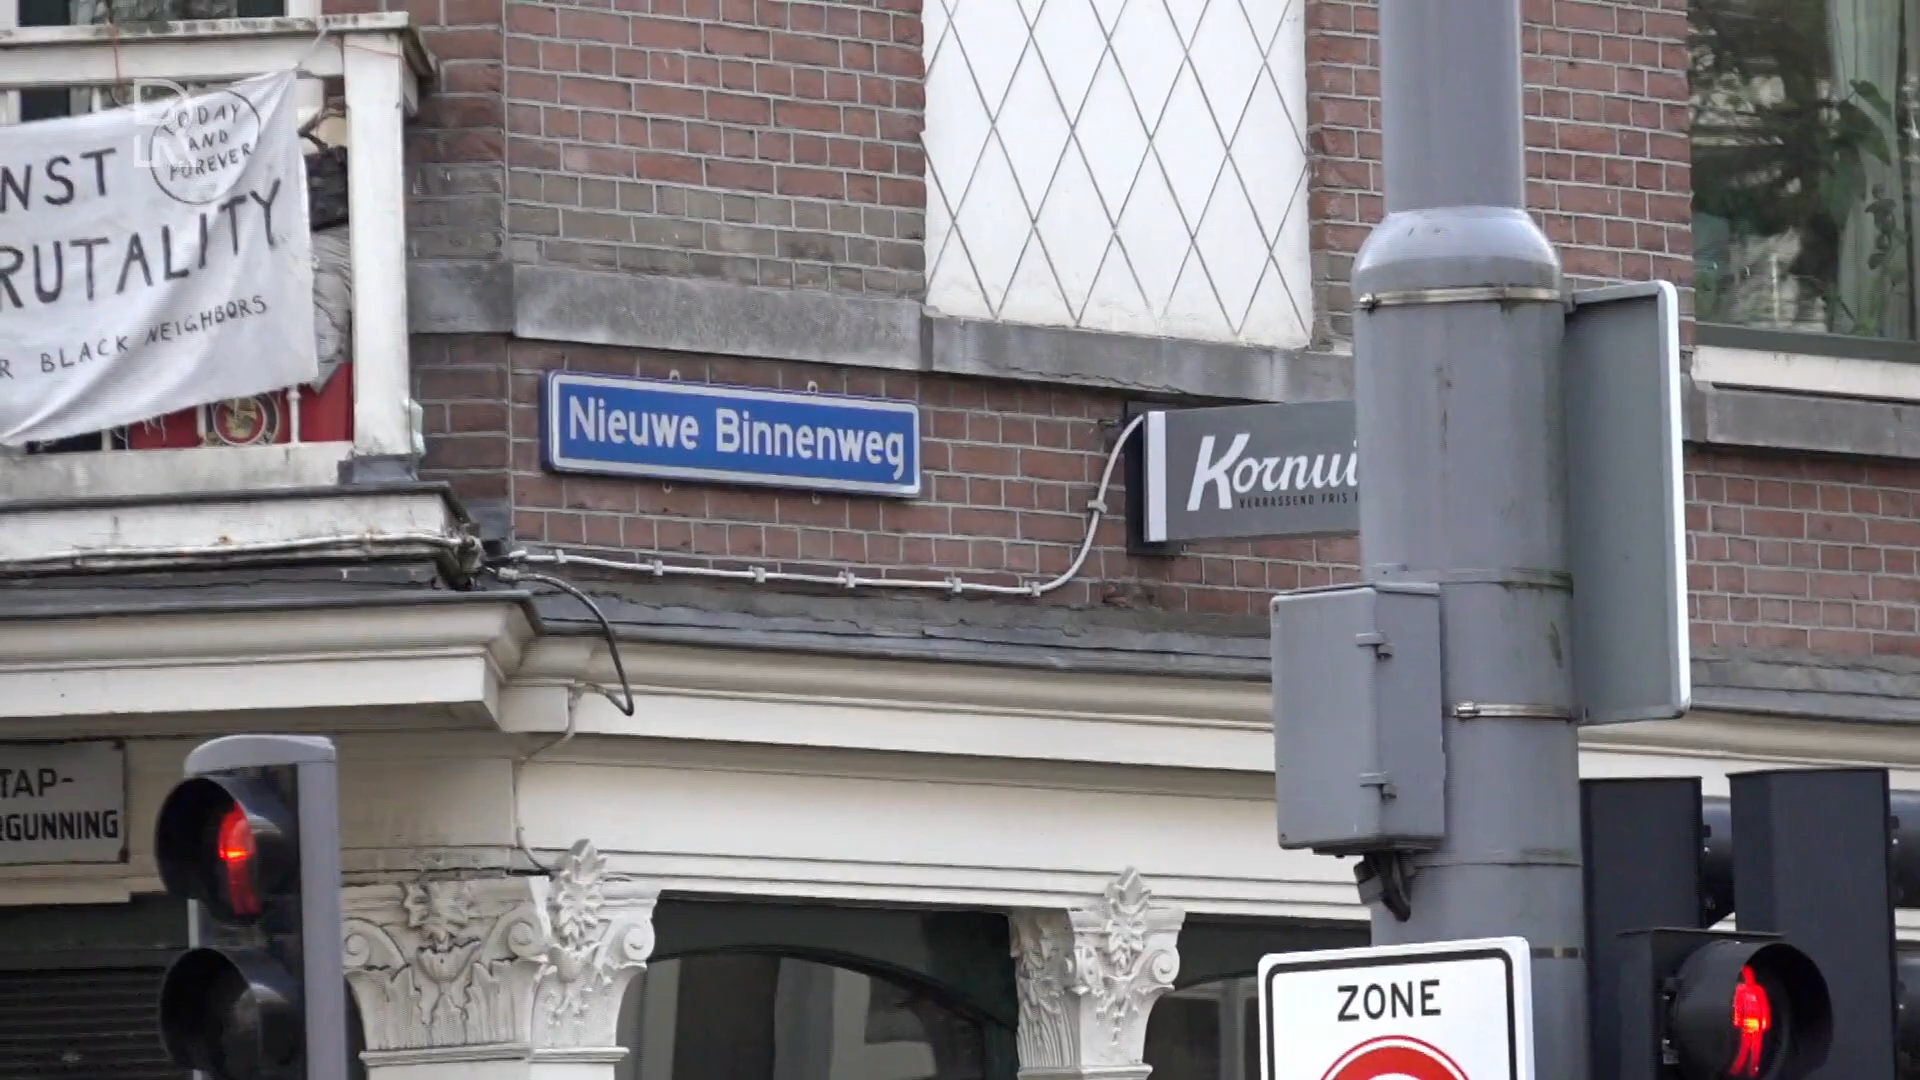 TODAY
AND
FOREVER
NST
RUTALITY
R BLACK NEIGHBORS
Nieuwe Binnenweg
Kornui
VERRASSEND FRIS
TAP-
RGUNNING
ZONE